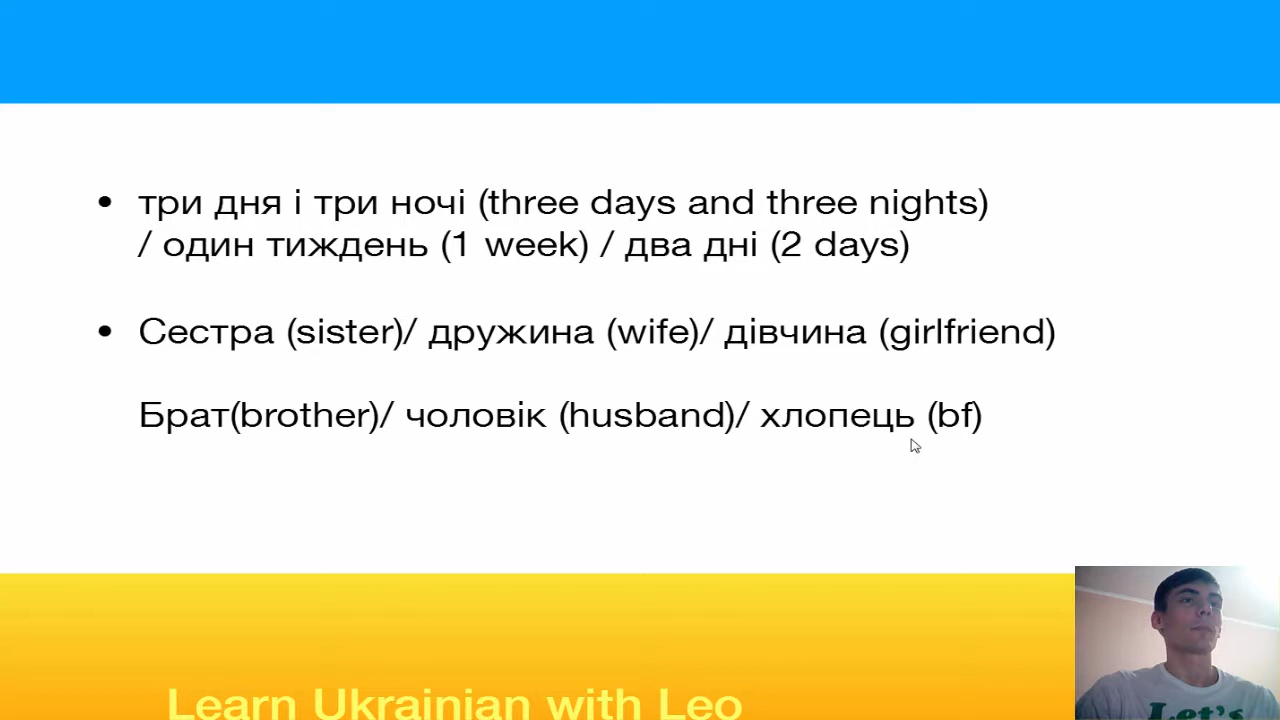 • три дня і три ночі (three days and three nights)
/ один тиждень (1 week) / два дні (2 days)
• Сестра (sister)/ дружина (wife)/ дівчина (girlfriend)
Брат(brother)/ чоловік (husband)/ хлопець (bf)
Learn Ukrainian with Leo
Let's